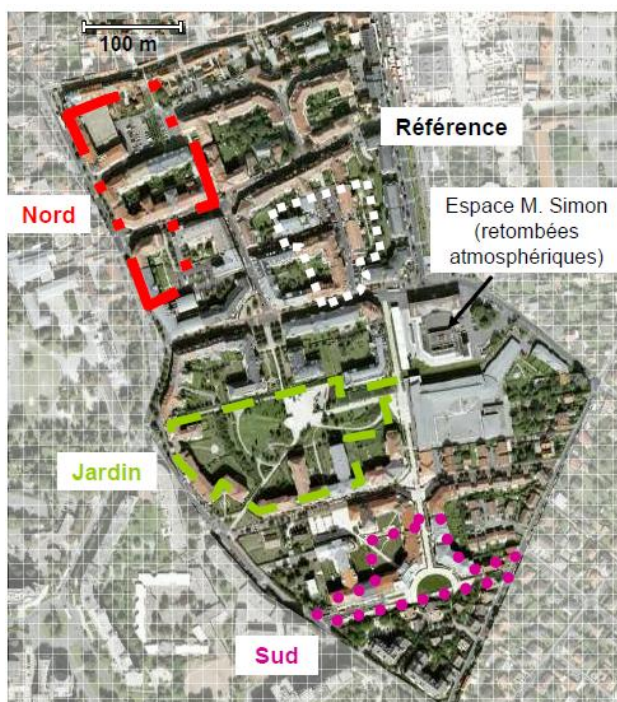 100 m
Référence
Espace M. Simon
(retombées
atmosphériques)
Nord
Jardin
Sud